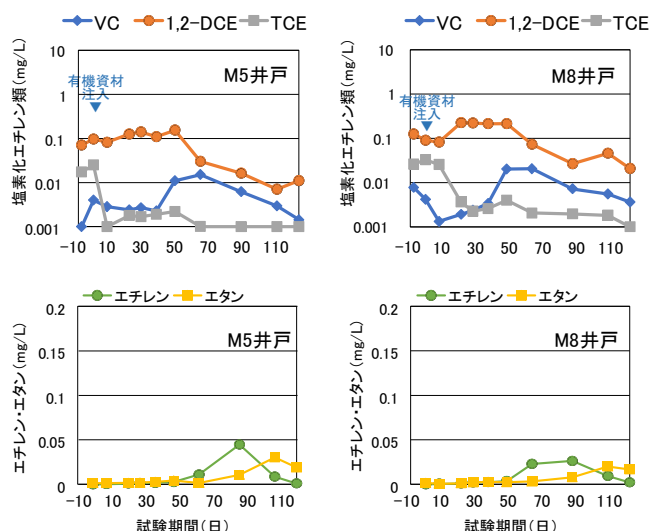 VC 1,2-DCE TCE
塩素化エチレン類(mg/L)
10
1
0.1
0.01
0.001
M5井戸
有機資材
注入
-10 10 30 50 70 90 110
VC 1,2-DCE TCE
塩素化エチレン類(mg/L)
10
1
0.1
0.01
0.001
M8井戸
有機資材
注入
-10 10 30 50 70 90 110
エチレン エタン
エチレン・エタン(mg/L)
0.2
0.15
0.1
0.05
0
M5井戸
-10 10 30 50 70 90 110
試験期間(日)
エチレン エタン
エチレン・エタン(mg/L)
0.2
0.15
0.1
0.05
0
M8井戸
-10 10 30 50 70 90 110
試験期間(日)